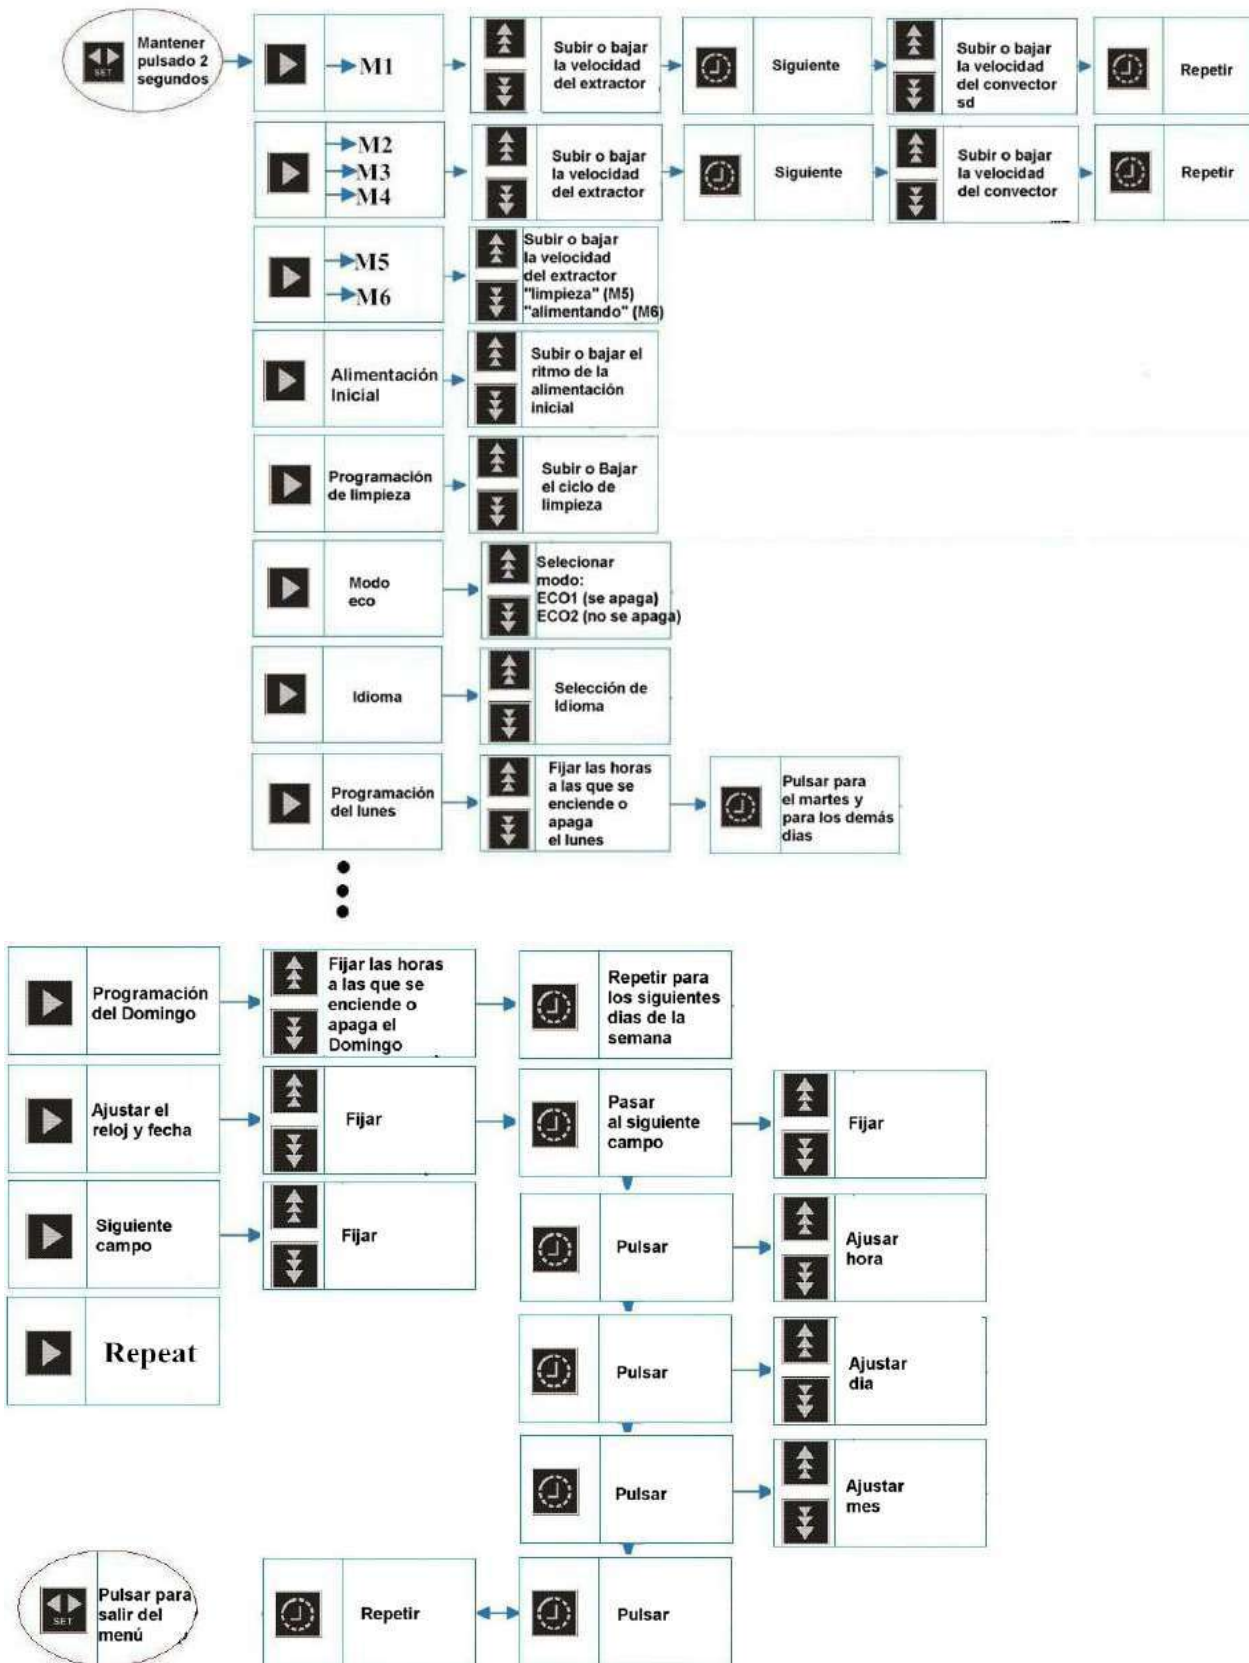 SET
Mantener
pulsado 2
segundos
M1
Subir o bajar
la velocidad
del extractor
Siguiente
Subir o bajar
la velocidad
del convector
sd
Repetir
M2
M3
M4
Subir o bajar
la velocidad
del extractor
Siguiente
Subir o bajar
la velocidad
del convector
Repetir
M5
M6
Subir o bajar
la velocidad
del extractor
"limpieza" (M5)
"alimentando" (M6)
Alimentación
Inicial
Subir o bajar el
ritmo de la
alimentación
inicial
Programación
de limpieza
Subir o Bajar
el ciclo de
limpieza
Modo
eco
Selecionar
modo:
ECO1 (se apaga)
ECO2 (no se apaga)
Idioma
Selección de
Idioma
Programación
del lunes
Fijar las horas
a las que se
enciende o
apaga
el lunes
Pulsar para
el martes y
para los demás
dias
Programación
del Domingo
Fijar las horas
a las que se
enciende o
apaga el
Domingo
Repetir para
los siguientes
dias de la
semana
Ajustar el
reloj y fecha
Fijar
Pasar
al siguiente
campo
Fijar
Siguiente
campo
Fijar
Pulsar
Ajusar
hora
Repeat
Pulsar
Ajustar
dia
Pulsar
Ajustar
mes
SET
Pulsar para
salir del
menú
Repetir
Pulsar